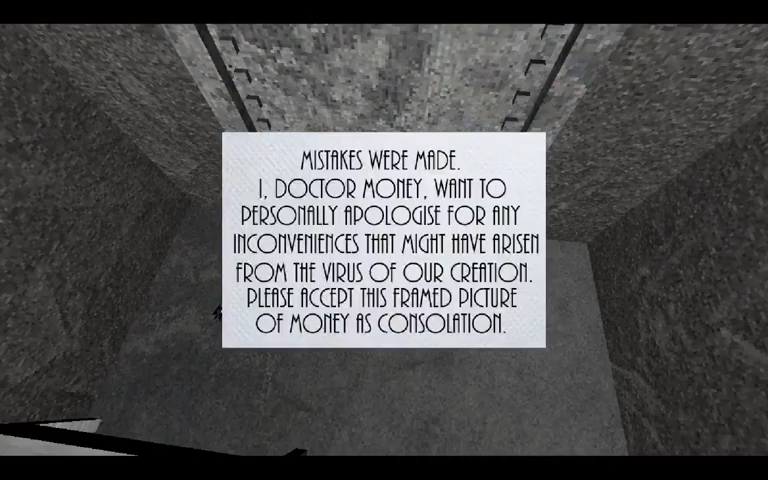 MISTAKES WERE MADE.
I, DOCTOR MONEY, WANT TO
PERSONALLY APOLOGISE FOR ANY
INCONVENIENCES THAT MIGHT HAVE ARISEN
FROM THE VIRUS OF OUR CREATION.
PLEASE ACCEPT THIS FRAMED PICTURE
OF MONEY AS CONSOLATION.